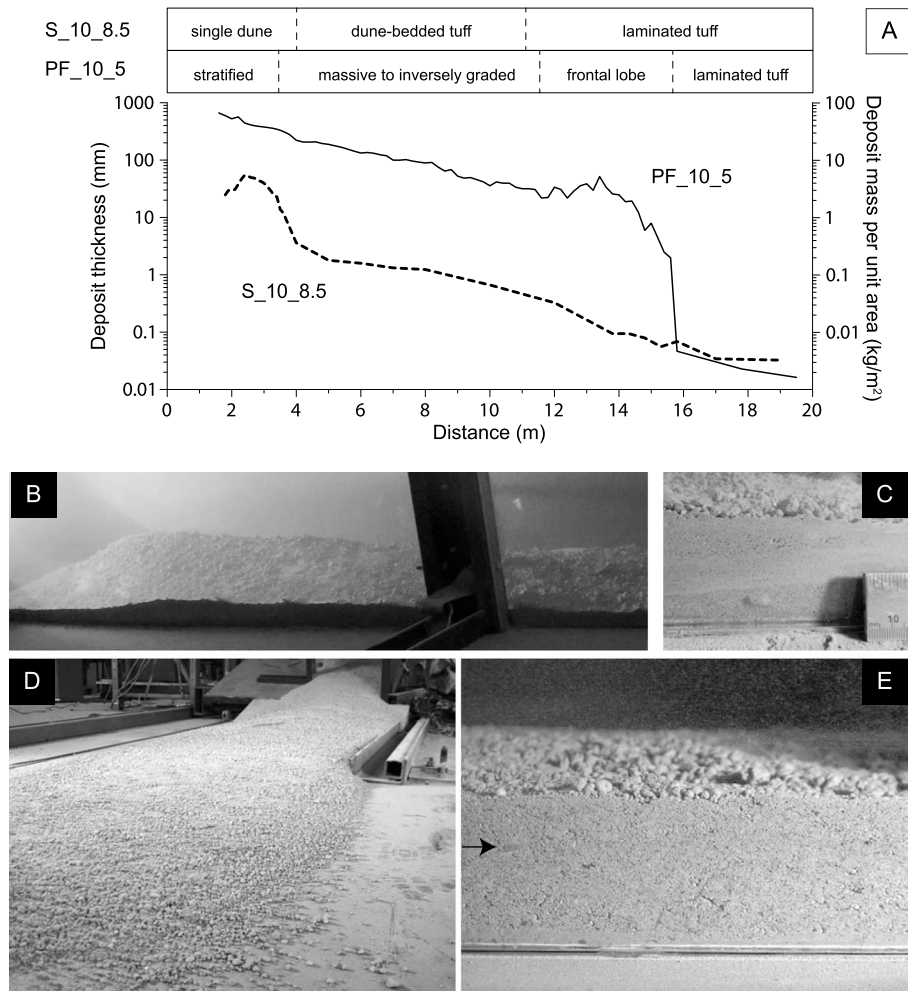 S_10_8.5 single dune dune-bedded tuff laminated tuff A
PF_10_5 stratified massive to inversely graded frontal lobe laminated tuff
1000 100
100 10
10 1
1 0.1
0.1 0.01
0.01
Deposit thickness (mm)
Deposit mass per unit area (kg/m²)
PF_10_5
S_10_8.5
0 2 4 6 8 10 12 14 16 18 20
Distance (m)
B
C
10
D
E